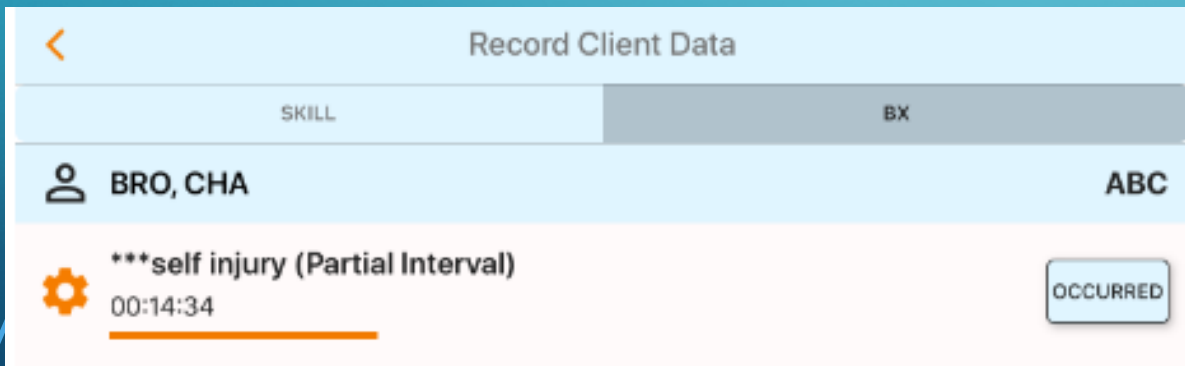 Record Client Data
SKILL
BX
BRO, CHA
ABC
***self injury (Partial Interval)
00:14:34
OCCURRED